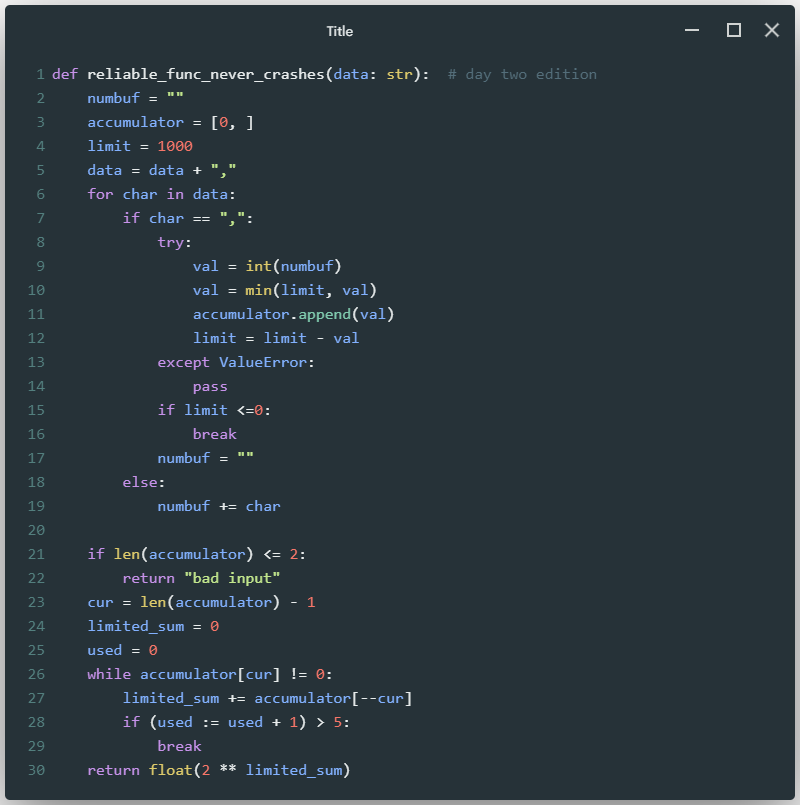 Title
1 def reliable_func_never_crashes(data: str):  # day two edition
2     numbuf = ""
3     accumulator = [0, ]
4     limit = 1000
5     data = data + ","
6     for char in data:
7         if char == ",":
8             try:
9                 val = int(numbuf)
10                 val = min(limit, val)
11                 accumulator.append(val)
12                 limit = limit - val
13             except ValueError:
14                 pass
15             if limit <=0:
16                 break
17             numbuf = ""
18         else:
19             numbuf += char
20
21     if len(accumulator) <= 2:
22         return "bad input"
23     cur = len(accumulator) - 1
24     limited_sum = 0
25     used = 0
26     while accumulator[cur] != 0:
27         limited_sum += accumulator[--cur]
28         if (used := used + 1) > 5:
29             break
30     return float(2 ** limited_sum)